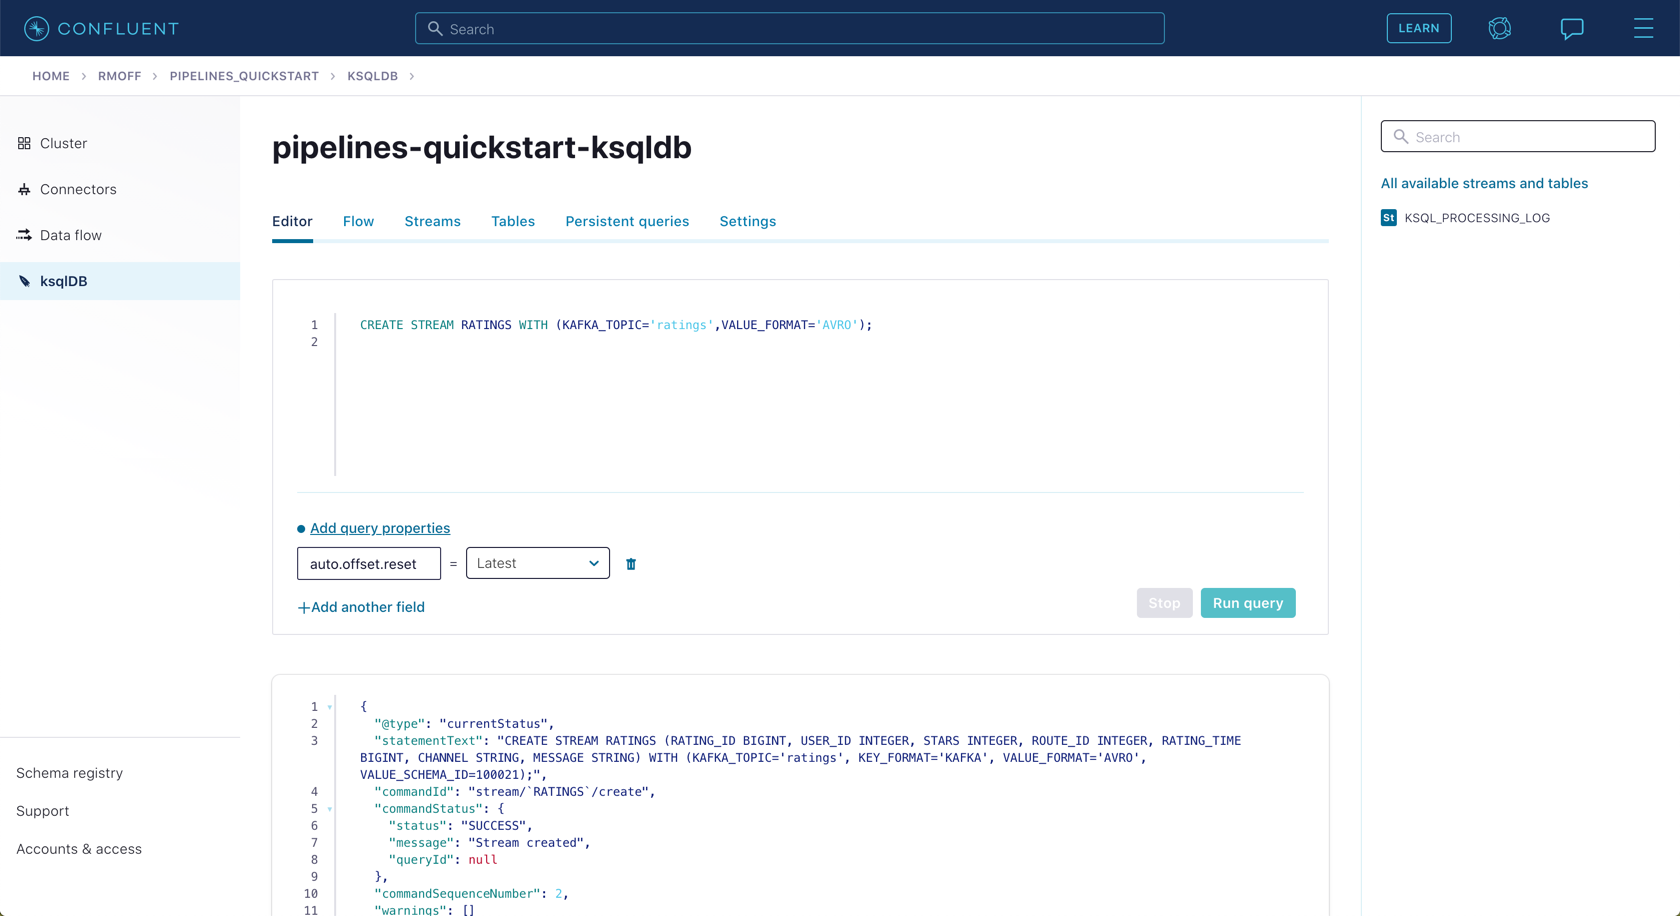 CONFLUENT
Search
LEARN
HOME > RMOFF > PIPELINES_QUICKSTART > KSQLDB >
Cluster
Connectors
Data flow
ksqlDB
Schema registry
Support
Accounts & access
pipelines-quickstart-ksqldb
Editor Flow Streams Tables Persistent queries Settings
1 CREATE STREAM RATINGS WITH (KAFKA_TOPIC='ratings',VALUE_FORMAT='AVRO');
2
Add query properties
auto.offset.reset = Latest
+Add another field
Stop Run query
1 {
2 "@type": "currentStatus",
3 "statementText": "CREATE STREAM RATINGS (RATING_ID BIGINT, USER_ID INTEGER, STARS INTEGER, ROUTE_ID INTEGER, RATING_TIME
BIGINT, CHANNEL STRING, MESSAGE STRING) WITH (KAFKA_TOPIC='ratings', KEY_FORMAT='KAFKA', VALUE_FORMAT='AVRO',
VALUE_SCHEMA_ID=100021);",
4 "commandId": "stream/`RATINGS`/create",
5 "commandStatus": {
6 "status": "SUCCESS",
7 "message": "Stream created",
8 "queryId": null
9 },
10 "commandSequenceNumber": 2,
11 "warnings": []
Search
All available streams and tables
St KSQL_PROCESSING_LOG